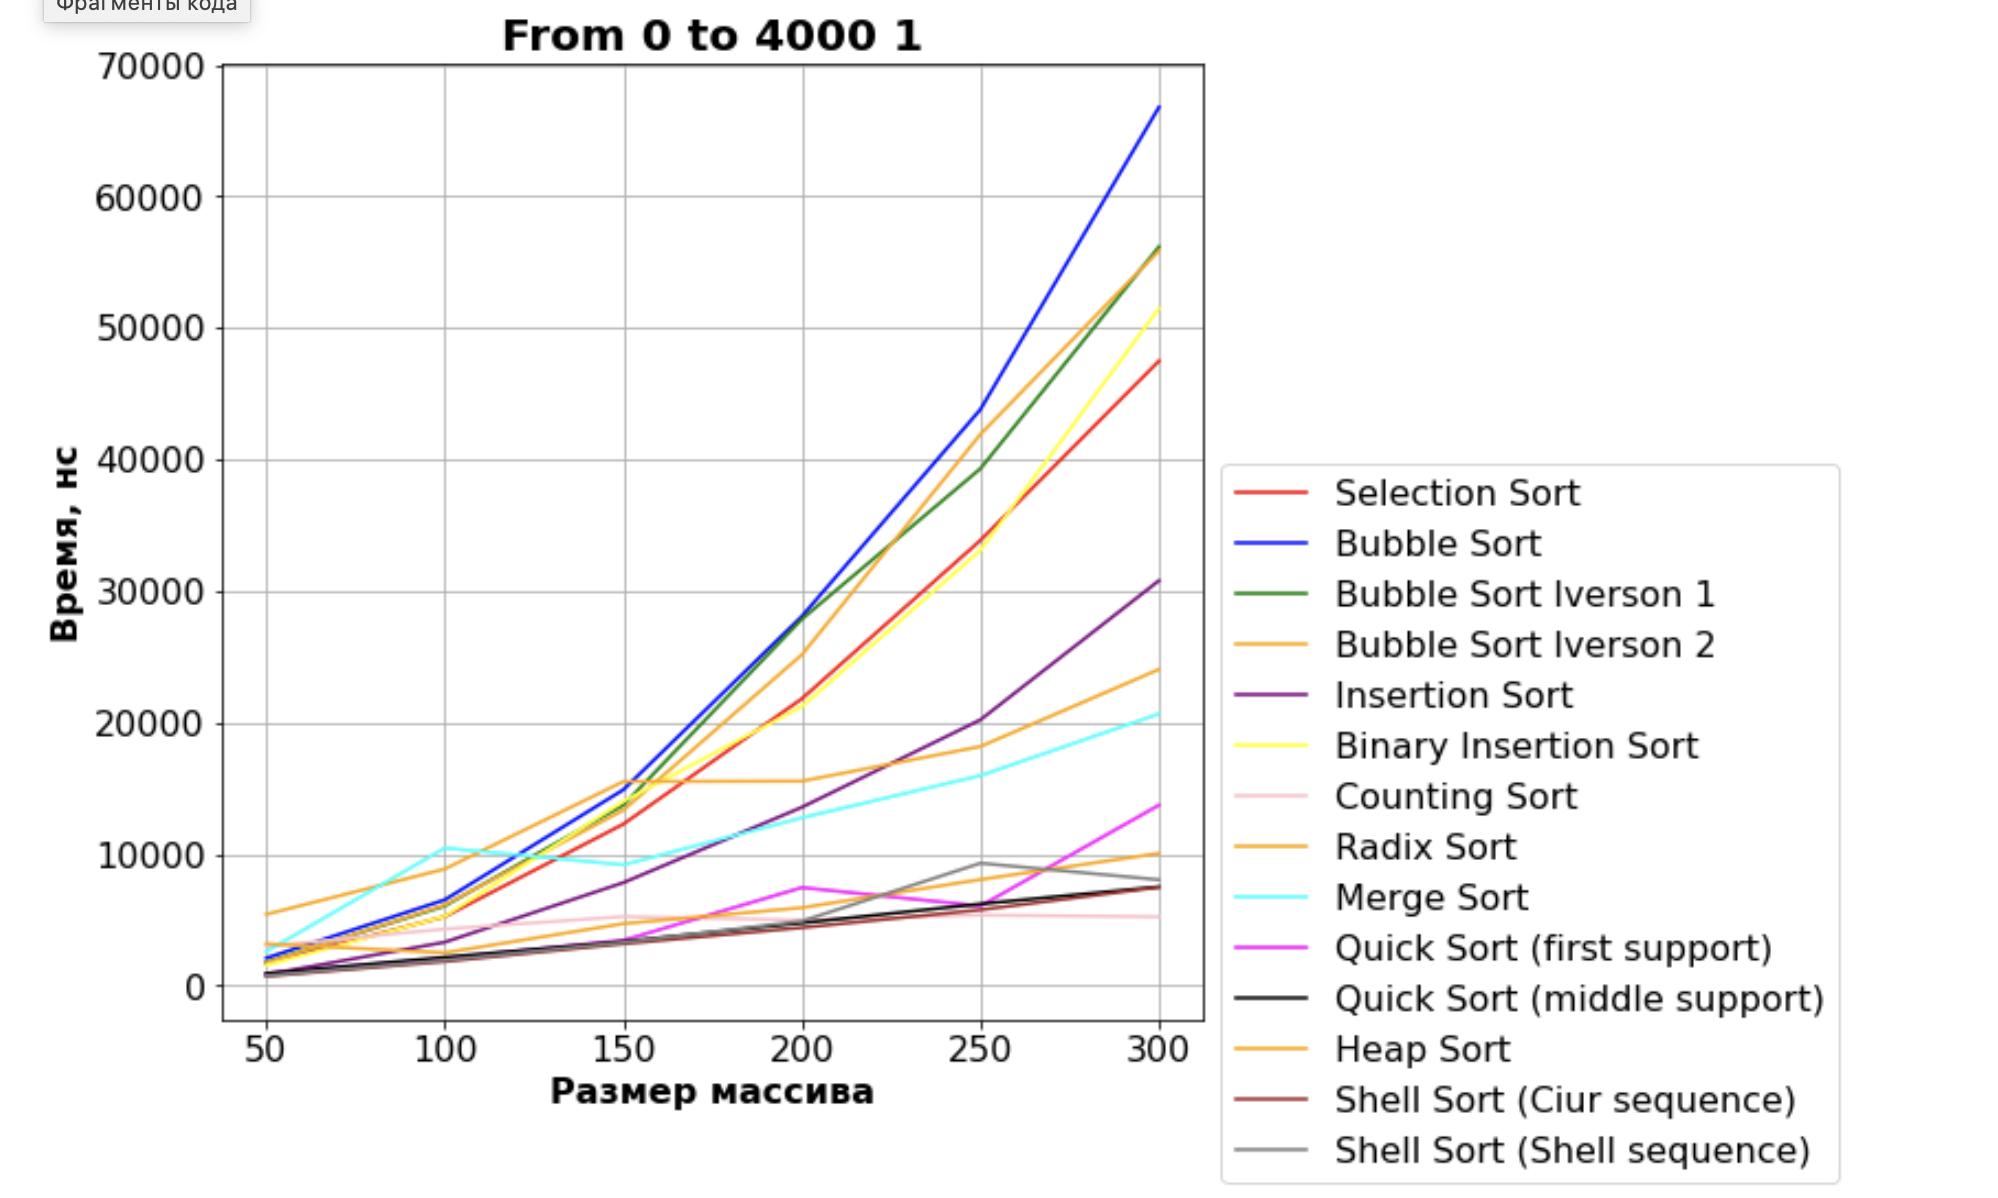 Фрагменты кода
From 0 to 4000 1
70000
60000
50000
40000
30000
20000
10000
0
Время, нс
50 100 150 200 250 300
Размер массива
Selection Sort
Bubble Sort
Bubble Sort Iverson 1
Bubble Sort Iverson 2
Insertion Sort
Binary Insertion Sort
Counting Sort
Radix Sort
Merge Sort
Quick Sort (first support)
Quick Sort (middle support)
Heap Sort
Shell Sort (Ciur sequence)
Shell Sort (Shell sequence)